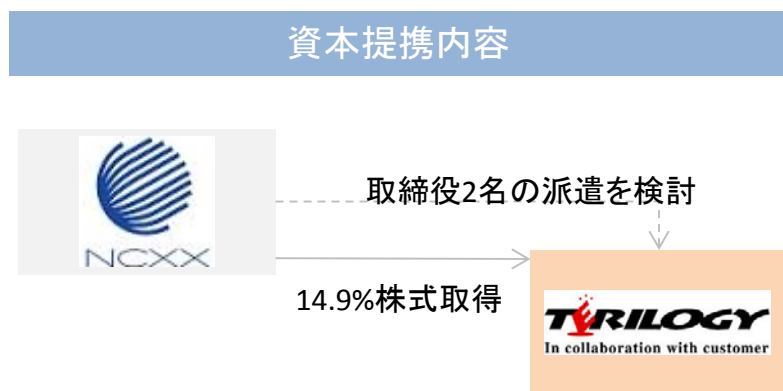 資本提携内容
NCXX
取締役2名の派遣を検討
14.9%株式取得
TERILOGY
In collaboration with customer